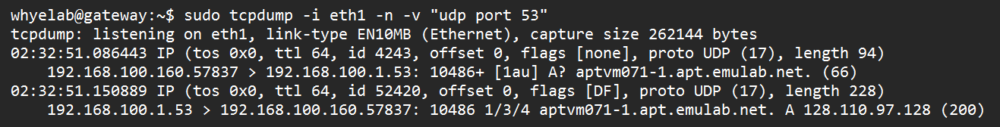 whyelab@gateway:~$ sudo tcpdump -i eth1 -n -v "udp port 53"
tcpdump: listening on eth1, link-type EN10MB (Ethernet), capture size 262144 bytes
02:32:51.086443 IP (tos 0x0, ttl 64, id 4243, offset 0, flags [none], proto UDP (17), length 94)
    192.168.100.160.57837 > 192.168.100.1.53: 10486+ [1au] A? aptvm071-1.apt.emulab.net. (66)
02:32:51.150889 IP (tos 0x0, ttl 64, id 52420, offset 0, flags [DF], proto UDP (17), length 228)
    192.168.100.1.53 > 192.168.100.160.57837: 10486 1/3/4 aptvm071-1.apt.emulab.net. A 128.110.97.128 (200)